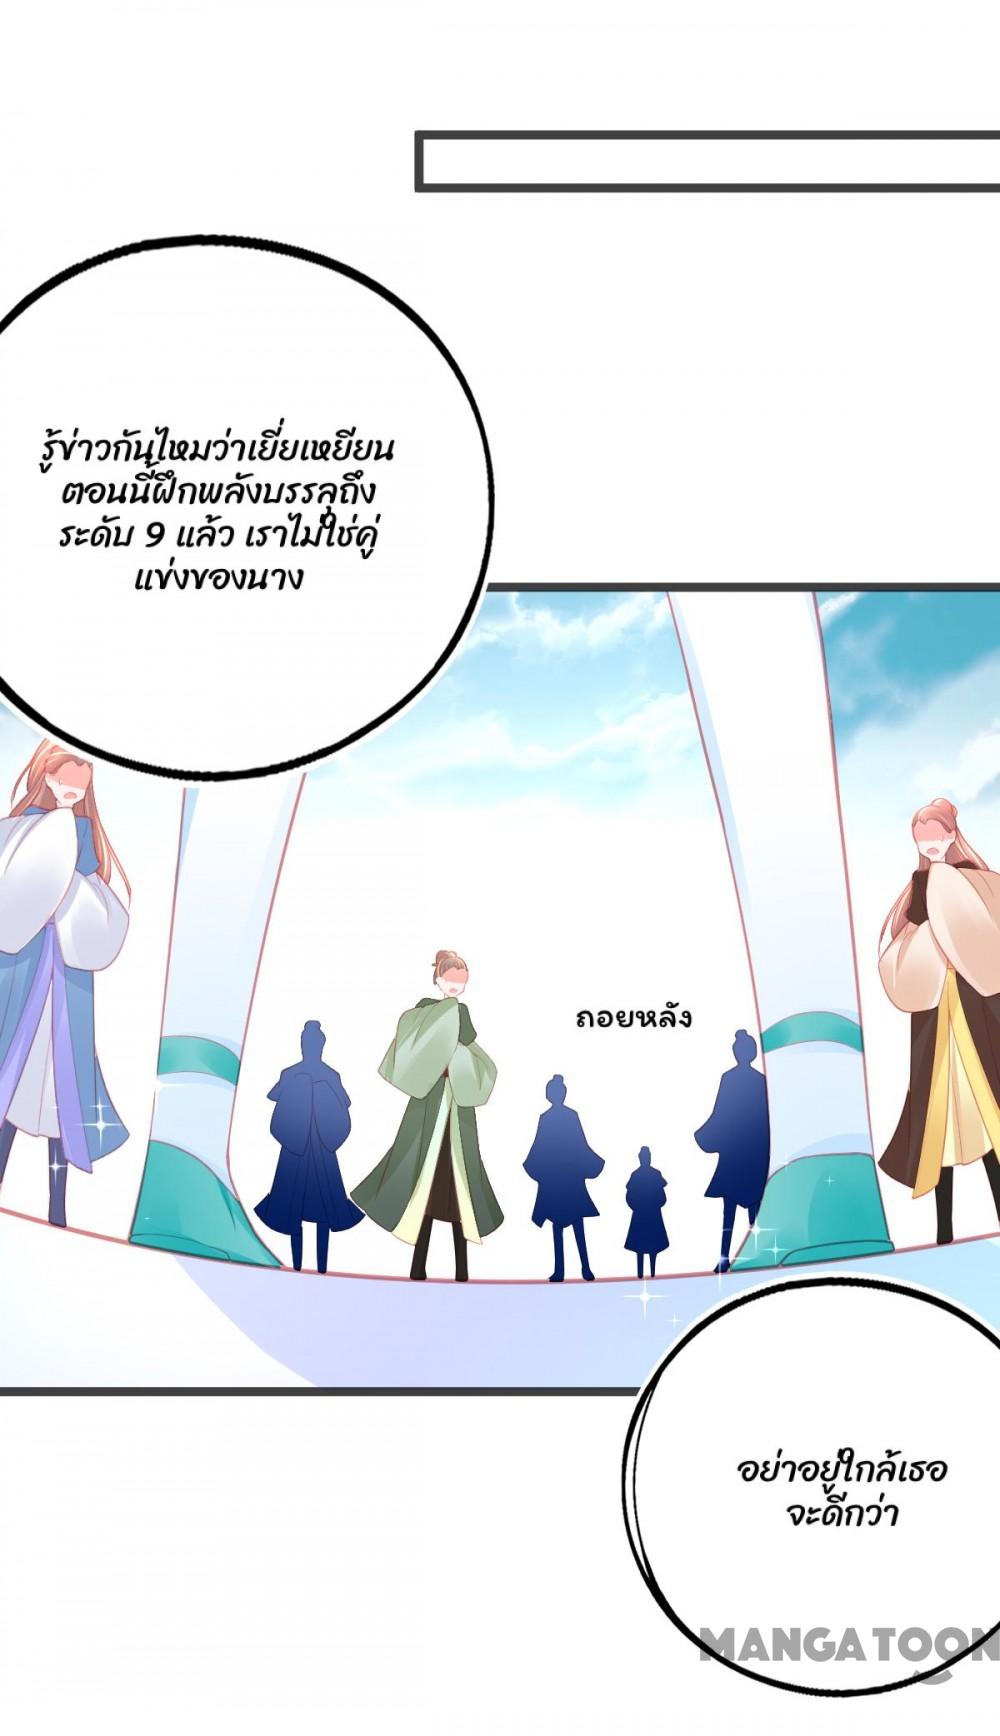 รู้ข่าวกันไหมว่าเยี่ยเหยียน
ตอนนี้ฝึกพลังบรรลุถึง
ระดับ 9 แล้ว เราไม่ใช่คู่
แข่งของนาง
ถอยหลัง
อย่าอยู่ใกล้เธอ
จะดีกว่า
MANGATOON